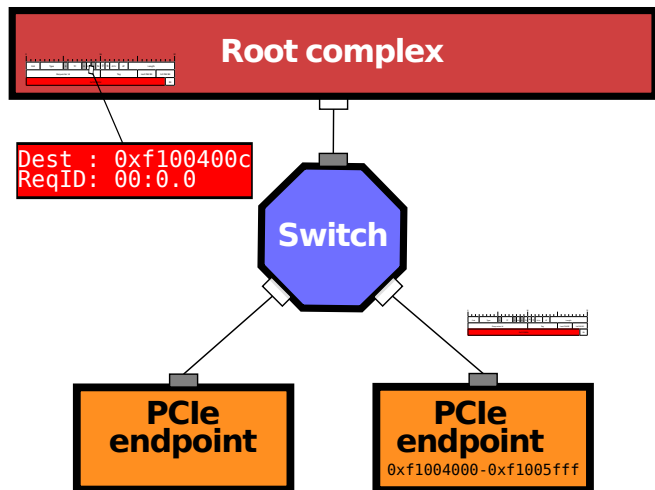 Root complex
Dest : 0xf100400c
ReqID: 00:0.0
Switch
PCIe
endpoint
PCIe
endpoint
0xf1004000-0xf1005fff